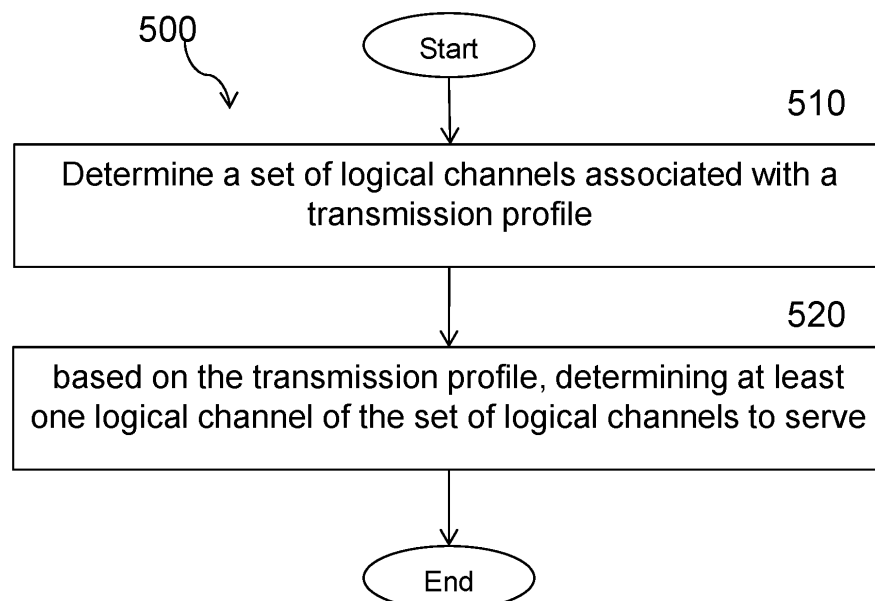 500
Start
510
Determine a set of logical channels associated with a
transmission profile
520
based on the transmission profile, determining at least
one logical channel of the set of logical channels to serve
End